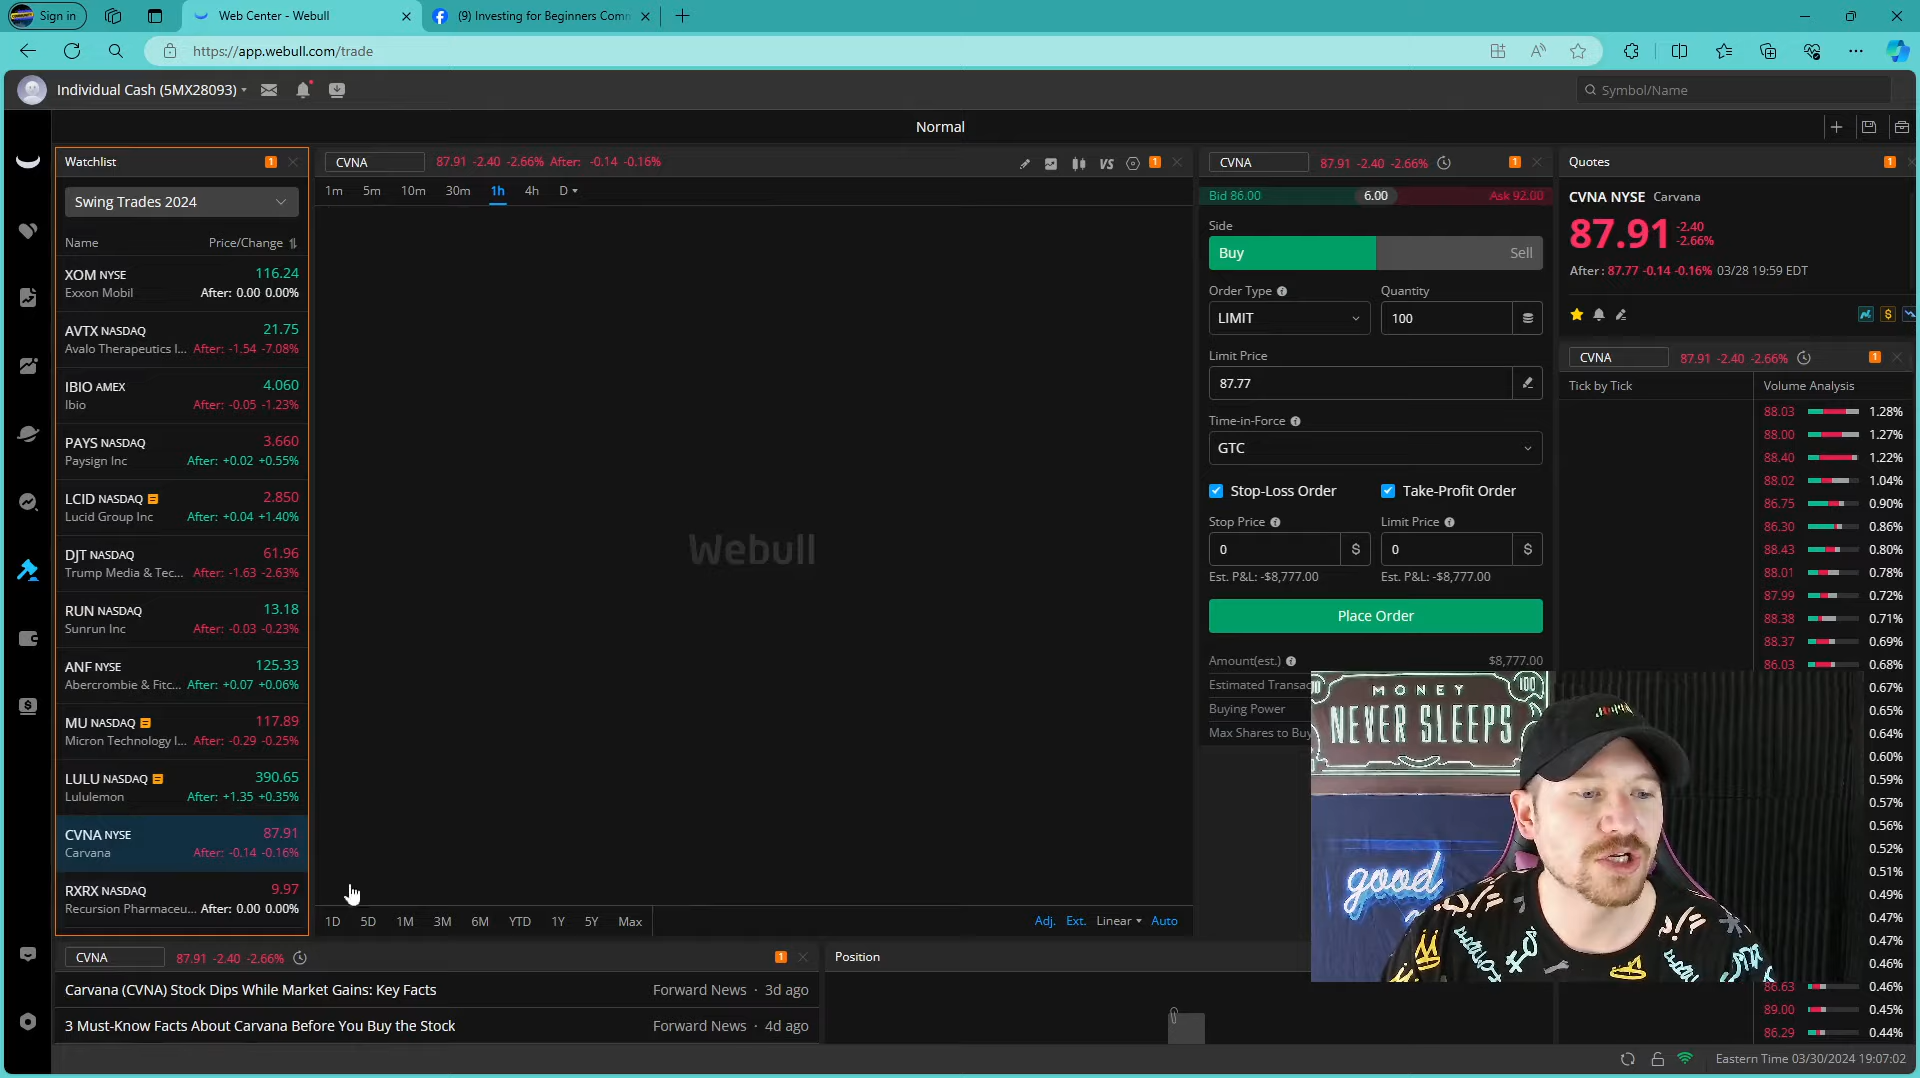 Sign in
Web Center - Webull
(9) Investing for Beginners Comm
https://app.webull.com/trade
Individual Cash (5MX28093)
Symbol/Name
Normal
Watchlist 1
Swing Trades 2024
Name Price/Change
XOM NYSE 116.24
Exxon Mobil After: 0.00 0.00%
AVTX NASDAQ 21.75
Avalo Therapeutics I... After: -1.54 -7.08%
IBIO AMEX 4.060
Ibio After: -0.05 -1.23%
PAYS NASDAQ 3.660
Paysign Inc After: +0.02 +0.55%
LCID NASDAQ 2.850
Lucid Group Inc After: +0.04 +1.40%
DJT NASDAQ 61.96
Trump Media & Tec... After: -1.63 -2.63%
RUN NASDAQ 13.18
Sunrun Inc After: -0.03 -0.23%
ANF NYSE 125.33
Abercrombie & Fitc... After: +0.07 +0.06%
MU NASDAQ 117.89
Micron Technology I... After: -0.29 -0.25%
LULU NASDAQ 390.65
Lululemon After: +1.35 +0.35%
CVNA NYSE 87.91
Carvana After: -0.14 -0.16%
RXRX NASDAQ 9.97
Recursion Pharmaceu... After: 0.00 0.00%
CVNA 87.91 -2.40 -2.66% After: -0.14 -0.16% VS 1
1m 5m 10m 30m 1h 4h D
Webull
1D 5D 1M 3M 6M YTD 1Y 5Y Max Adj. Ext. Linear Auto
CVNA 87.91 -2.40 -2.66% 1
Bid 86.00 6.00 Ask 92.00
Side
Buy Sell
Order Type Quantity
LIMIT 100
Limit Price
87.77
Time-in-Force
GTC
Stop-Loss Order Take-Profit Order
Stop Price Limit Price
0 $ 0 $
Est. P&L: -$8,777.00 Est. P&L: -$8,777.00
Place Order
Amount(est.) $8,777.00
Estimated Transac
Buying Power
Max Shares to Buy
Quotes 1
CVNA NYSE Carvana
87.91 -2.40
-2.66%
After : 87.77 -0.14 -0.16% 03/28 19:59 EDT
CVNA 87.91 -2.40 -2.66% 1
Tick by Tick Volume Analysis
88.03 1.28%
88.00 1.27%
88.40 1.22%
88.02 1.04%
86.75 0.90%
86.30 0.86%
88.43 0.80%
88.01 0.78%
87.99 0.72%
88.38 0.71%
88.37 0.69%
86.03 0.68%
0.67%
0.65%
0.64%
0.60%
0.59%
0.57%
0.56%
0.52%
0.51%
0.49%
0.47%
0.47%
0.46%
86.63 0.46%
89.00 0.45%
86.29 0.44%
100
MONEY
NEVER SLEEPS
good
CVNA 87.91 -2.40 -2.66% 1
Carvana (CVNA) Stock Dips While Market Gains: Key Facts Forward News · 3d ago
3 Must-Know Facts About Carvana Before You Buy the Stock Forward News · 4d ago
Position
Eastern Time 03/30/2024 19:07:02